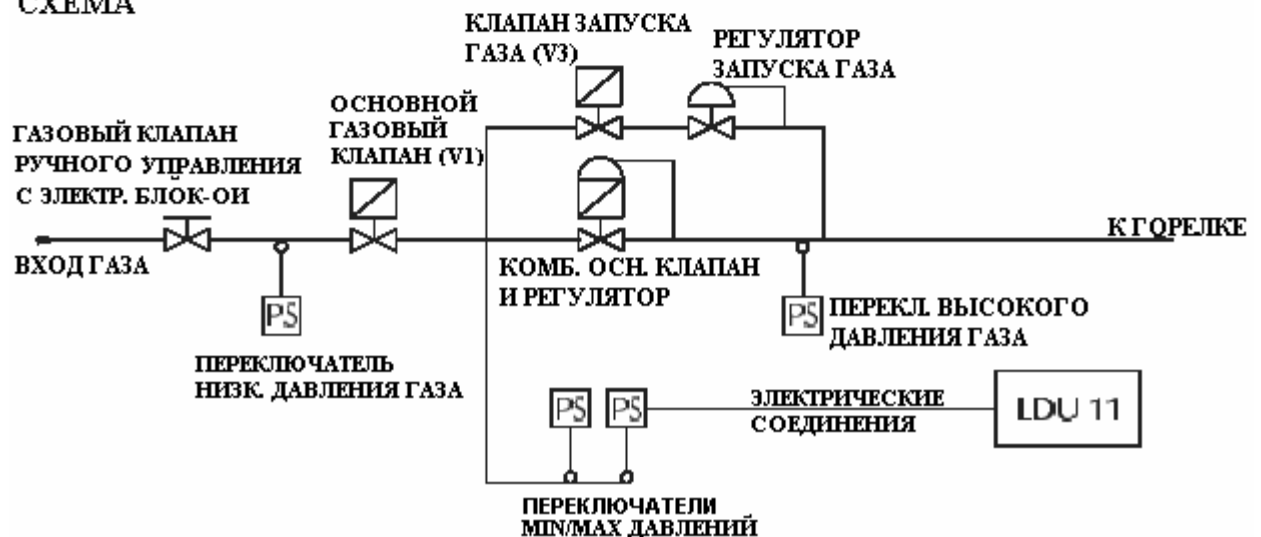 СХЕМА
КЛАПАН ЗАПУСКА
ГАЗА (V3)
РЕГУЛЯТОР
ЗАПУСКА ГАЗА
ОСНОВНОЙ
ГАЗОВЫЙ
КЛАПАН (V1)
ГАЗОВЫЙ КЛАПАН
РУЧНОГО УПРАВЛЕНИЯ
С ЭЛЕКТР. БЛОК-ОЙ
ВХОД ГАЗА
К ГОРЕЛКЕ
КОМБ. ОСН. КЛАПАН
И РЕГУЛЯТОР
PS
PS
ПЕРЕКЛ. ВЫСОКОГО
ДАВЛЕНИЯ ГАЗА
ПЕРЕКЛЮЧАТЕЛЬ
НИЗК. ДАВЛЕНИЯ ГАЗА
PS
PS
ЭЛЕКТРИЧЕСКИЕ
СОЕДИНЕНИЯ
LDU 11
ПЕРЕКЛЮЧАТЕЛИ
MIN/MAX ДАВЛЕНИЙ